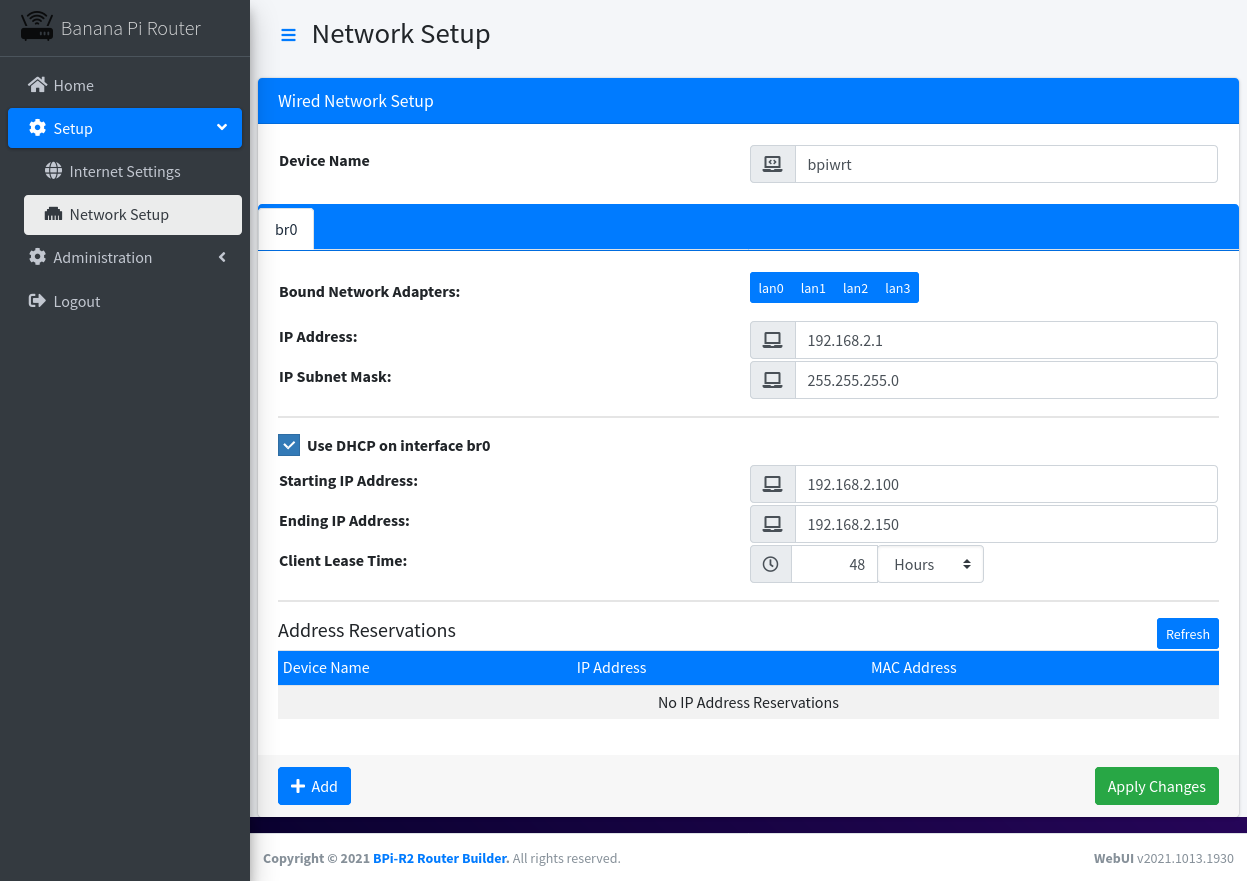 Banana Pi Router
Home
Setup
Internet Settings
Network Setup
Administration
Logout
Network Setup
Wired Network Setup
Device Name
bpiwrt
br0
Bound Network Adapters:
lan0 lan1 lan2 lan3
IP Address:
192.168.2.1
IP Subnet Mask:
255.255.255.0
Use DHCP on interface br0
Starting IP Address:
192.168.2.100
Ending IP Address:
192.168.2.150
Client Lease Time:
48 Hours
Address Reservations
Refresh
Device Name IP Address MAC Address
No IP Address Reservations
Add
Apply Changes
Copyright © 2021 BPi-R2 Router Builder. All rights reserved.
WebUI v2021.1013.1930